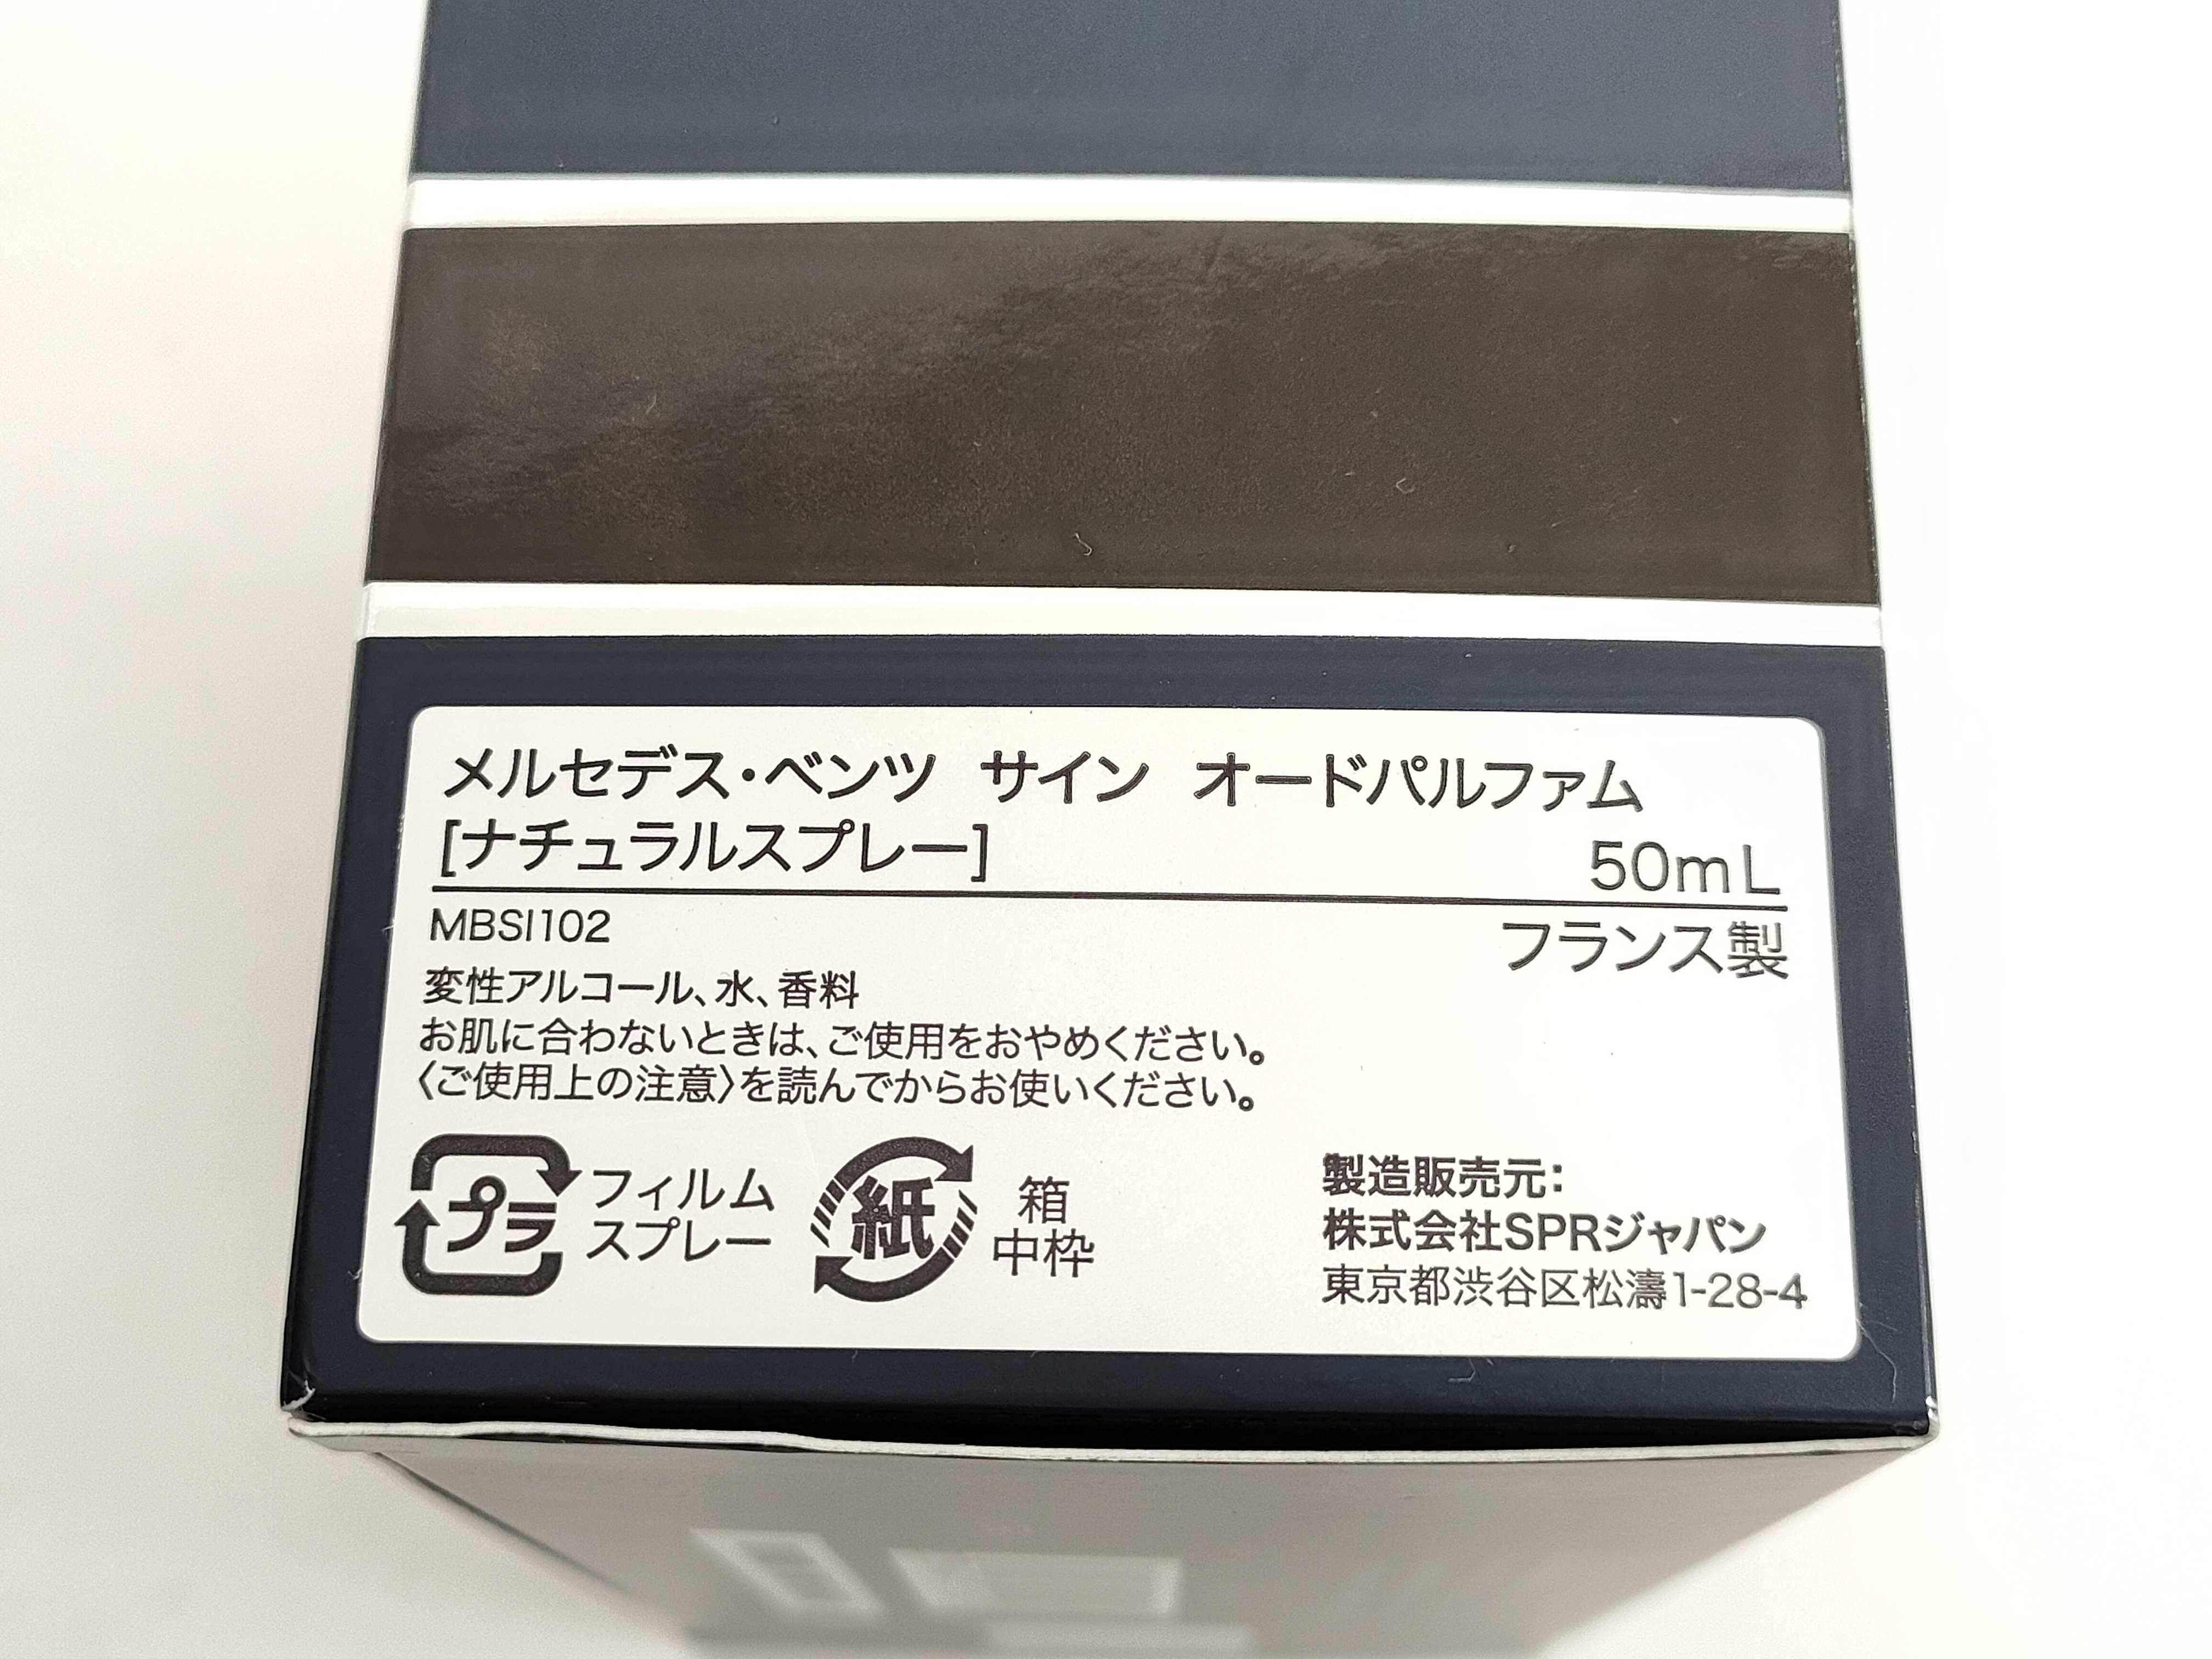 メルセデス・ベンツ サイン オードパルファム
[ナチュラルスプレー]
50mL
MBSI102
フランス製
変性アルコール、水、香料
お肌に合わないときは、ご使用をおやめください。
〈ご使用上の注意〉を読んでからお使いください。
プラ
フィルム
スプレー
紙
箱
中枠
製造販売元:
株式会社SPRジャパン
東京都渋谷区松濤1-28-4